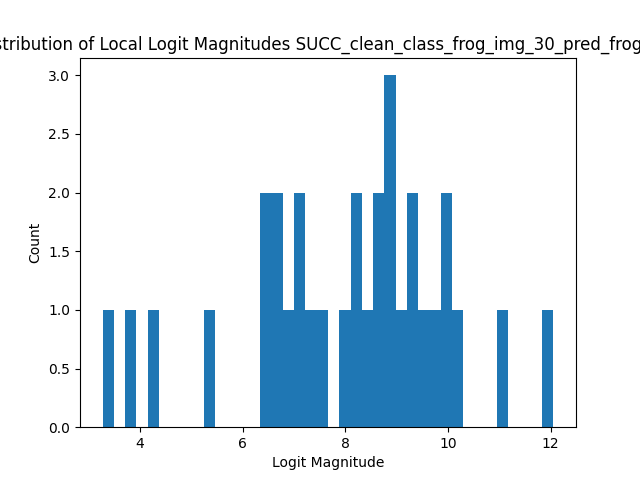 stribution of Local Logit Magnitudes SUCC_clean_class_frog_img_30_pred_frog
3.0
2.5
2.0
1.5
1.0
0.5
0.0
Count
4 6 8 10 12
Logit Magnitude